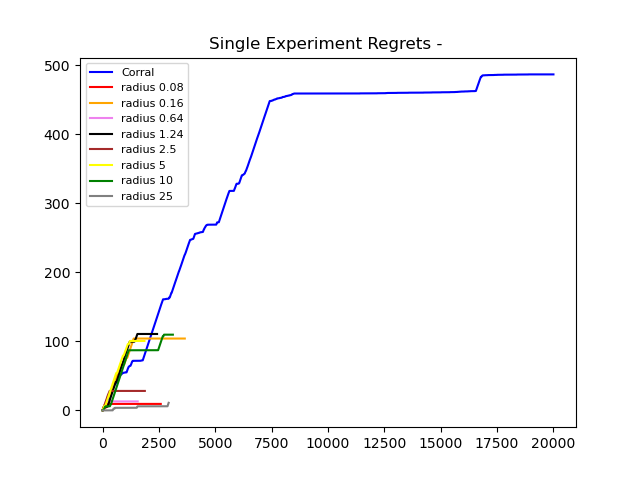 Single Experiment Regrets -
500
400
300
200
100
0
Corral
radius 0.08
radius 0.16
radius 0.64
radius 1.24
radius 2.5
radius 5
radius 10
radius 25
0 2500 5000 7500 10000 12500 15000 17500 20000